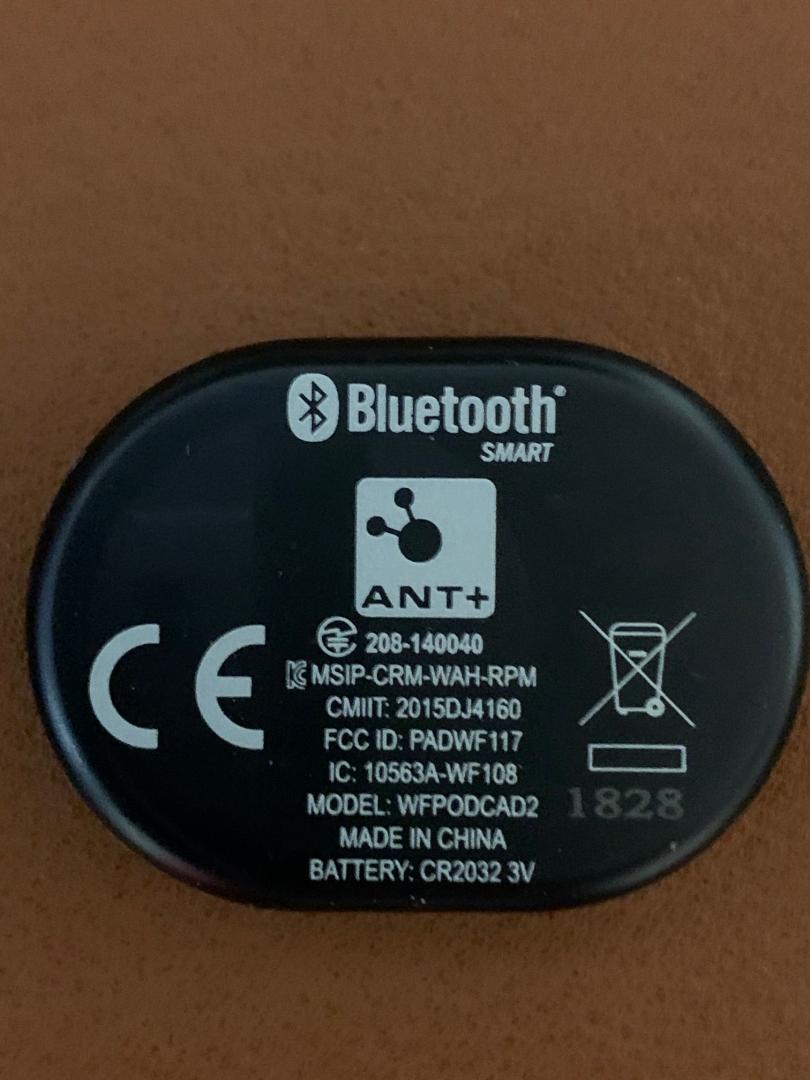 Bluetooth®
SMART
ANT+
CE
208-140040
MSIP-CRM-WAH-RPM
CMIIT: 2015DJ4160
FCC ID: PADWF117
IC: 10563A-WF108
MODEL: WFPODCAD2
1828
MADE IN CHINA
BATTERY: CR2032 3V